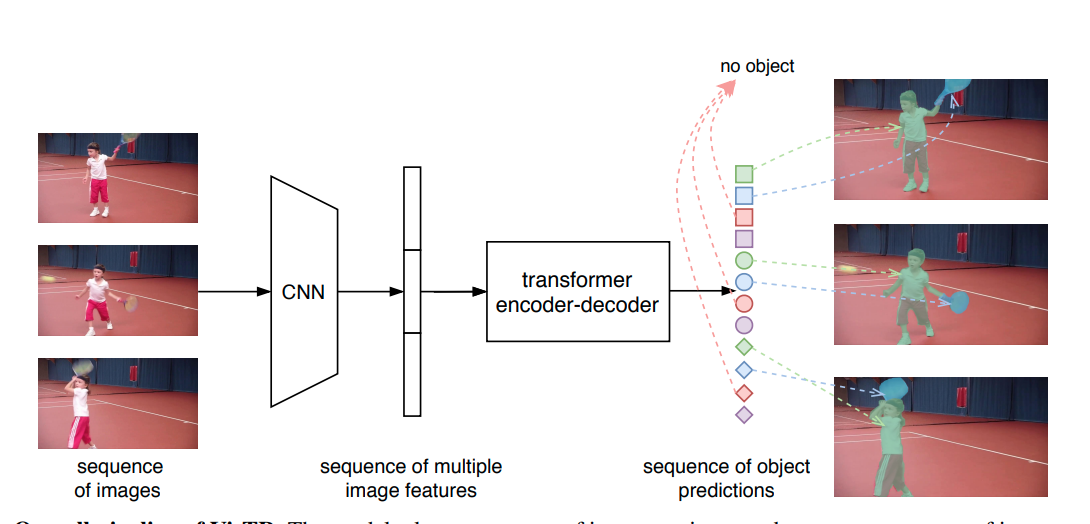 no object
CNN
transformer
encoder-decoder
sequence
of images
sequence of multiple
image features
sequence of object
predictions